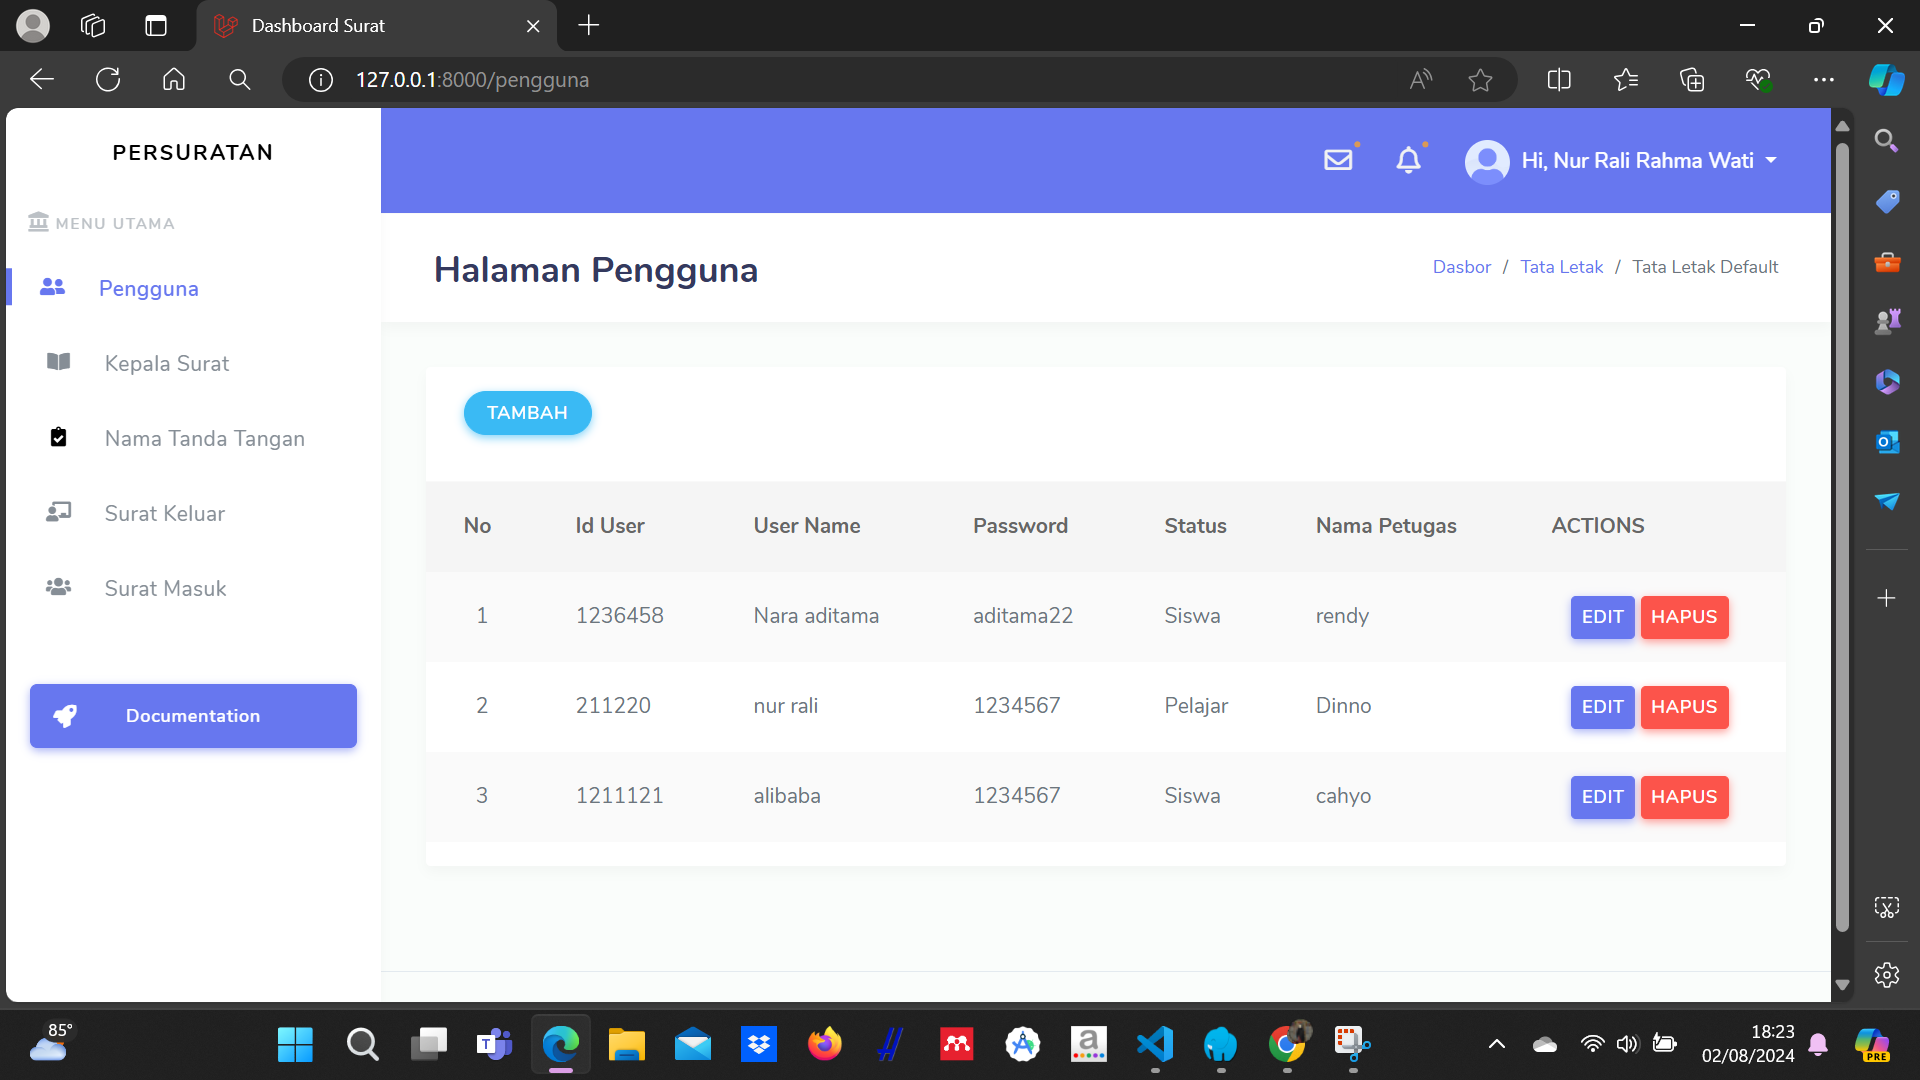 Dashboard Surat
127.0.0.1:8000/pengguna
PERSURATAN
Hi, Nur Rali Rahma Wati
MENU UTAMA
Pengguna
Kepala Surat
Nama Tanda Tangan
Surat Keluar
Surat Masuk
Documentation
Halaman Pengguna
Dasbor / Tata Letak / Tata Letak Default
TAMBAH
No Id User User Name Password Status Nama Petugas ACTIONS
1 1236458 Nara aditama aditama22 Siswa rendy EDIT HAPUS
2 211220 nur rali 1234567 Pelajar Dinno EDIT HAPUS
3 1211121 alibaba 1234567 Siswa cahyo EDIT HAPUS
85°
18:23
02/08/2024
PRE